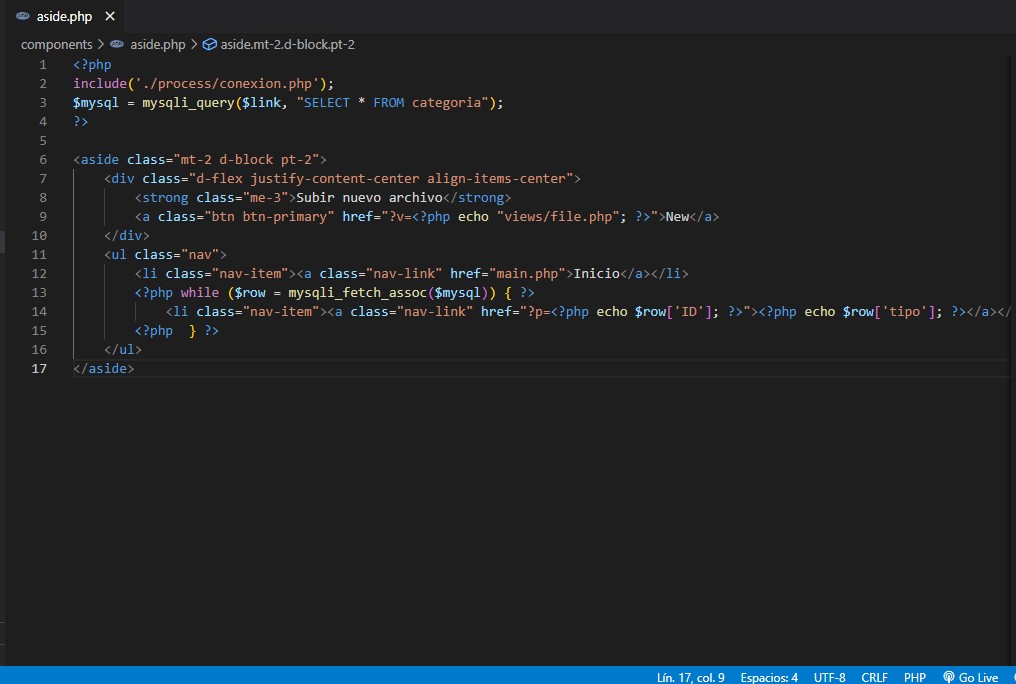 aside.php
components > aside.php > aside.mt-2.d-block.pt-2
1 <?php
2 include('./process/conexion.php');
3 $mysql = mysqli_query($link, "SELECT * FROM categoria");
4 ?>
5
6 <aside class="mt-2 d-block pt-2">
7 <div class="d-flex justify-content-center align-items-center">
8 <strong class="me-3">Subir nuevo archivo</strong>
9 <a class="btn btn-primary" href="?v=<?php echo "views/file.php"; ?>">New</a>
10 </div>
11 <ul class="nav">
12 <li class="nav-item"><a class="nav-link" href="main.php">Inicio</a></li>
13 <?php while ($row = mysqli_fetch_assoc($mysql)) { ?>
14 <li class="nav-item"><a class="nav-link" href="?p=<?php echo $row['ID']; ?>"><?php echo $row['tipo']; ?></a></
15 <?php } ?>
16 </ul>
17 </aside>
Lín. 17, col. 9 Espacios: 4 UTF-8 CRLF PHP Go Live